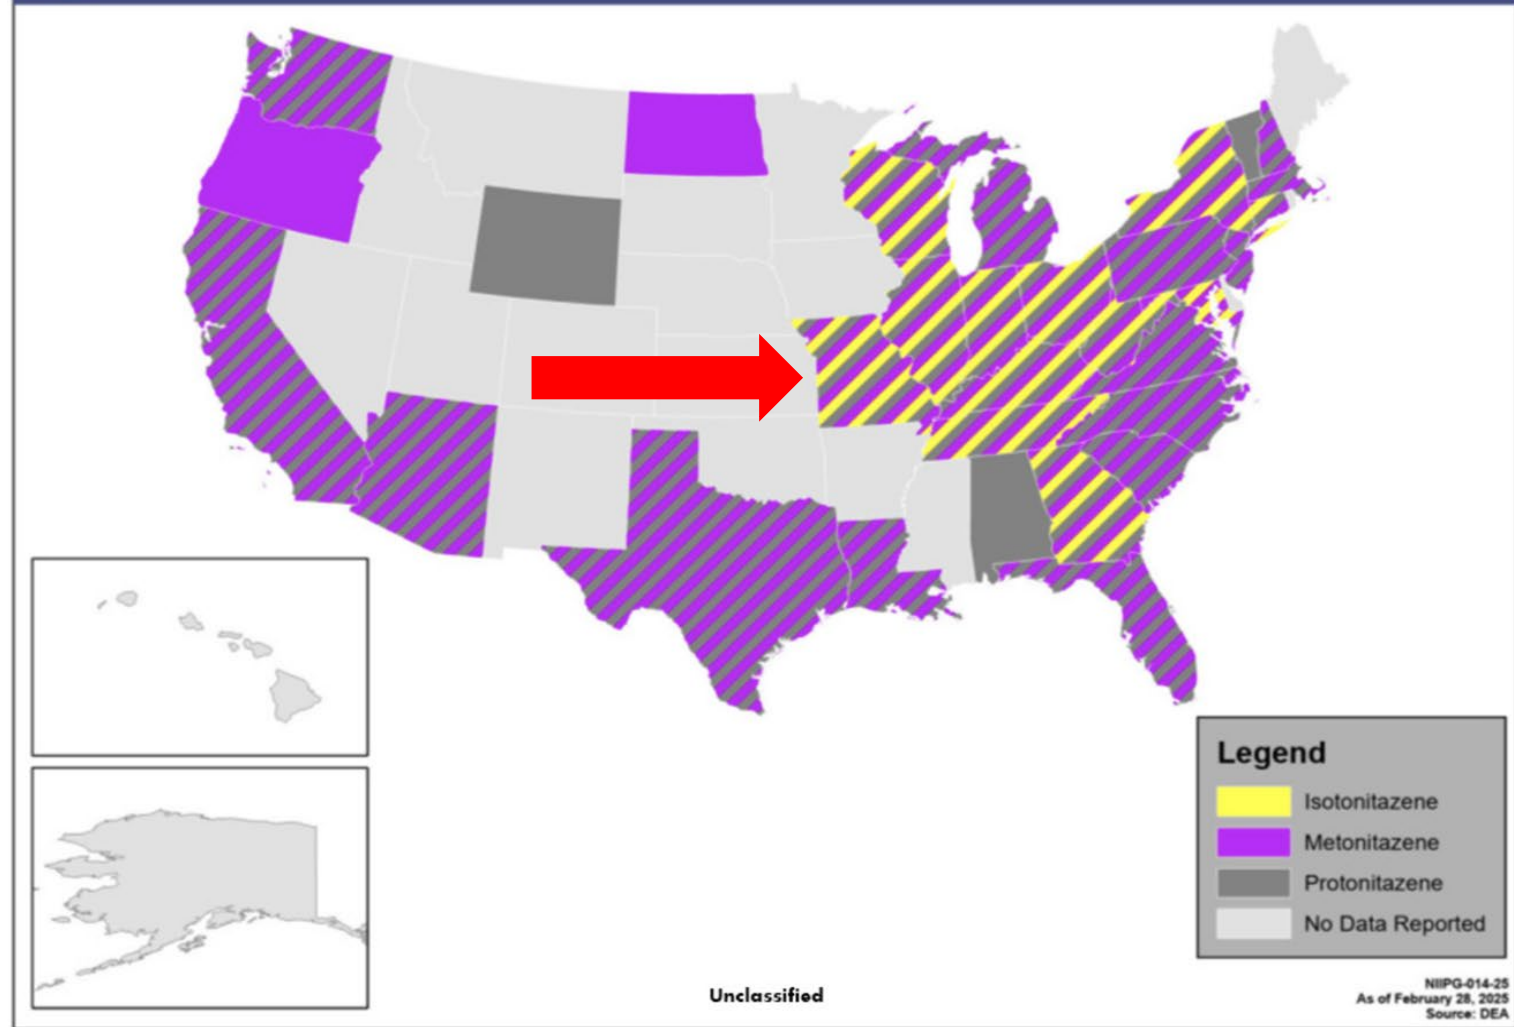 Legend
Isotonitazene
Metonitazene
Protonitazene
No Data Reported
Unclassified
NIIPG-014-25
As of February 28, 2025
Source: DEA